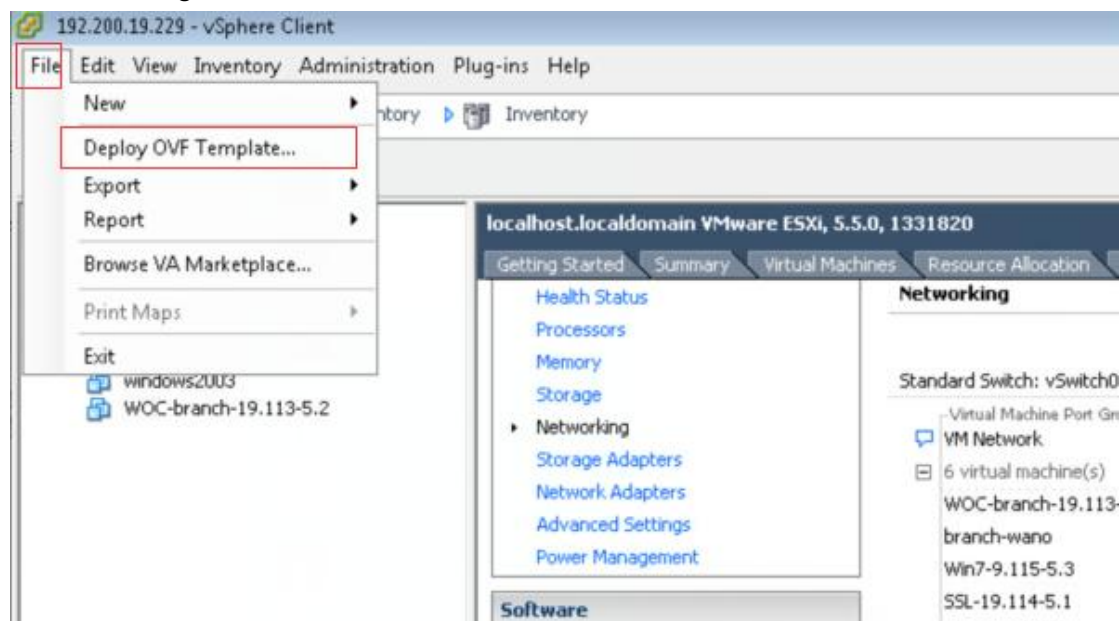 192.200.19.229 - vSphere Client
File Edit View Inventory Administration Plug-ins Help
New
ntory Inventory
Deploy OVF Template...
Export
Report
Browse VA Marketplace...
Print Maps
Exit
windows2003
WOC-branch-19.113-5.2
localhost.localdomain VMware ESXi, 5.5.0, 1331820
Getting Started Summary Virtual Machines Resource Allocation
Health Status
Processors
Memory
Storage
Networking
Storage Adapters
Network Adapters
Advanced Settings
Power Management
Software
Networking
Standard Switch: vSwitch0
Virtual Machine Port Gr
VM Network
6 virtual machine(s)
WOC-branch-19.113-
branch-wano
Win7-9.115-5.3
SSL-19.114-5.1